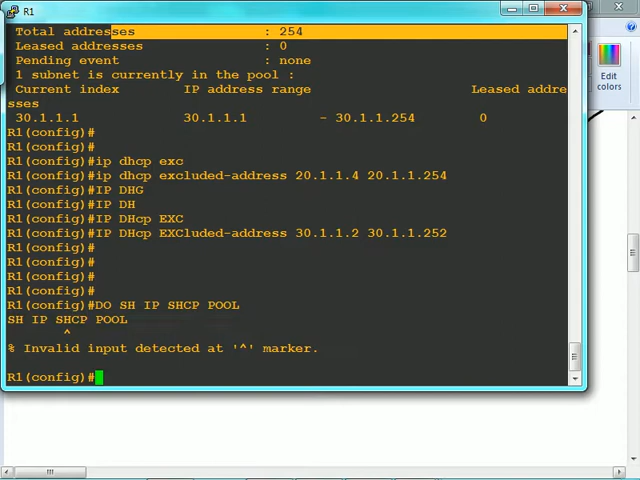 R1
Total addresses : 254
Leased addresses : 0
Pending event : none
1 subnet is currently in the pool :
Current index IP address range Leased addre
sses
30.1.1.1 30.1.1.1 - 30.1.1.254 0
R1(config)#
R1(config)#
R1(config)#ip dhcp exc
R1(config)#ip dhcp excluded-address 20.1.1.4 20.1.1.254
R1(config)#IP DHG
R1(config)#IP DH
R1(config)#IP DHcp EXC
R1(config)#IP DHcp EXCluded-address 30.1.1.2 30.1.1.252
R1(config)#
R1(config)#
R1(config)#
R1(config)#
R1(config)#DO SH IP SHCP POOL
SH IP SHCP POOL
^
% Invalid input detected at '^' marker.
R1(config)#
Edit
colors